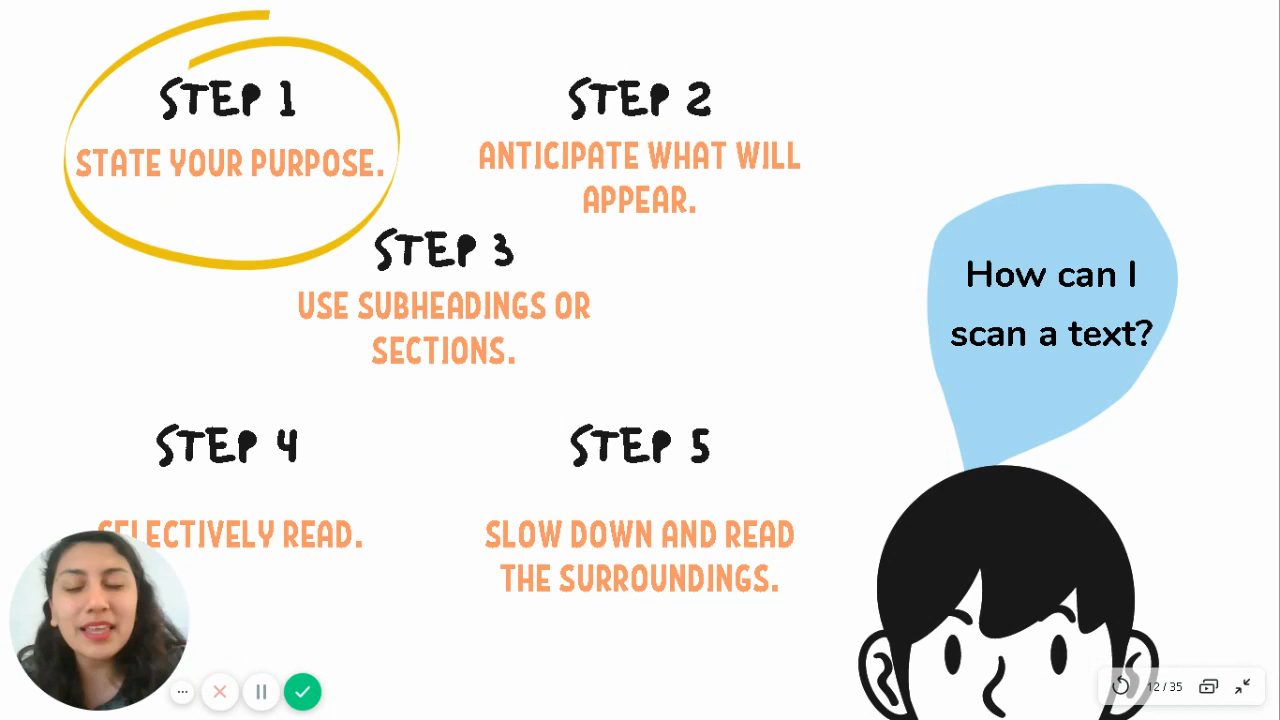 STEP 1
STATE YOUR PURPOSE.
STEP 2
ANTICIPATE WHAT WILL
APPEAR.
STEP 3
USE SUBHEADINGS OR
SECTIONS.
STEP 4
SELECTIVELY READ.
STEP 5
SLOW DOWN AND READ
THE SURROUNDINGS.
How can I
scan a text?
12 / 35